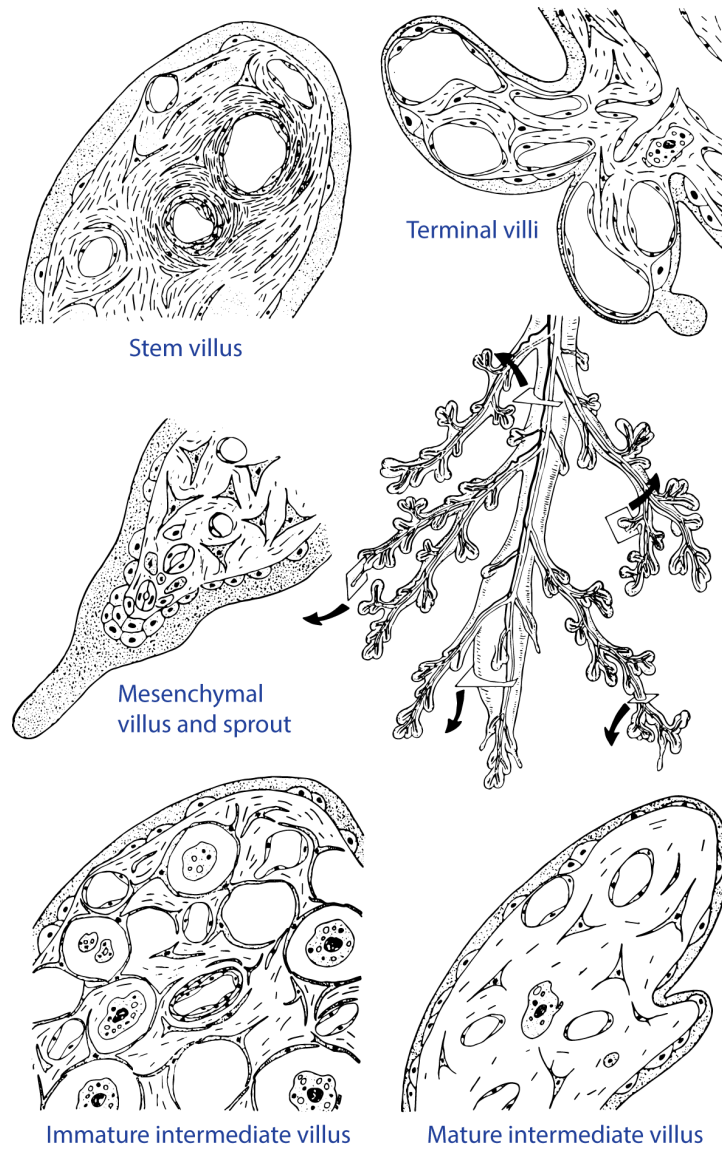 Terminal villi
Stem villus
Mesenchymal
villus and sprout
Immature intermediate villus
Mature intermediate villus